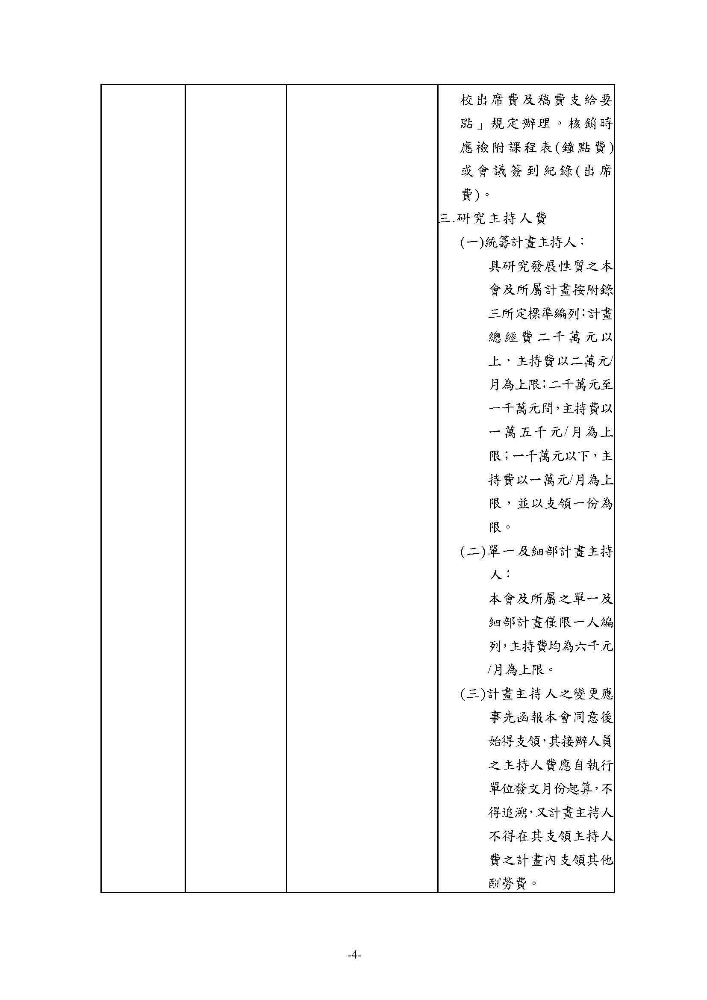 校出席費及稿費支給要
點」規定辦理。核銷時
應檢附課程表(鐘點費)
或會議簽到紀錄(出席
費)。
三.研究主持人費
(一)統籌計畫主持人：
具研究發展性質之本
會及所屬計畫按附錄
三所定標準編列：計畫
總經費二千萬元以
上，主持費以二萬元/
月為上限；二千萬元至
一千萬元間，主持費以
一萬五千元/月為上
限；一千萬元以下，主
持費以一萬元/月為上
限，並以支領一份為
限。
(二)單一及細部計畫主持
人：
本會及所屬之單一及
細部計畫僅限一人編
列，主持費均為六千元
/月為上限。
(三)計畫主持人之變更應
事先函報本會同意後
始得支領，其接辦人員
之主持人費應自執行
單位發文月份起算，不
得追溯，又計畫主持人
不得在其支領主持人
費之計畫內支領其他
酬勞費。
-4-